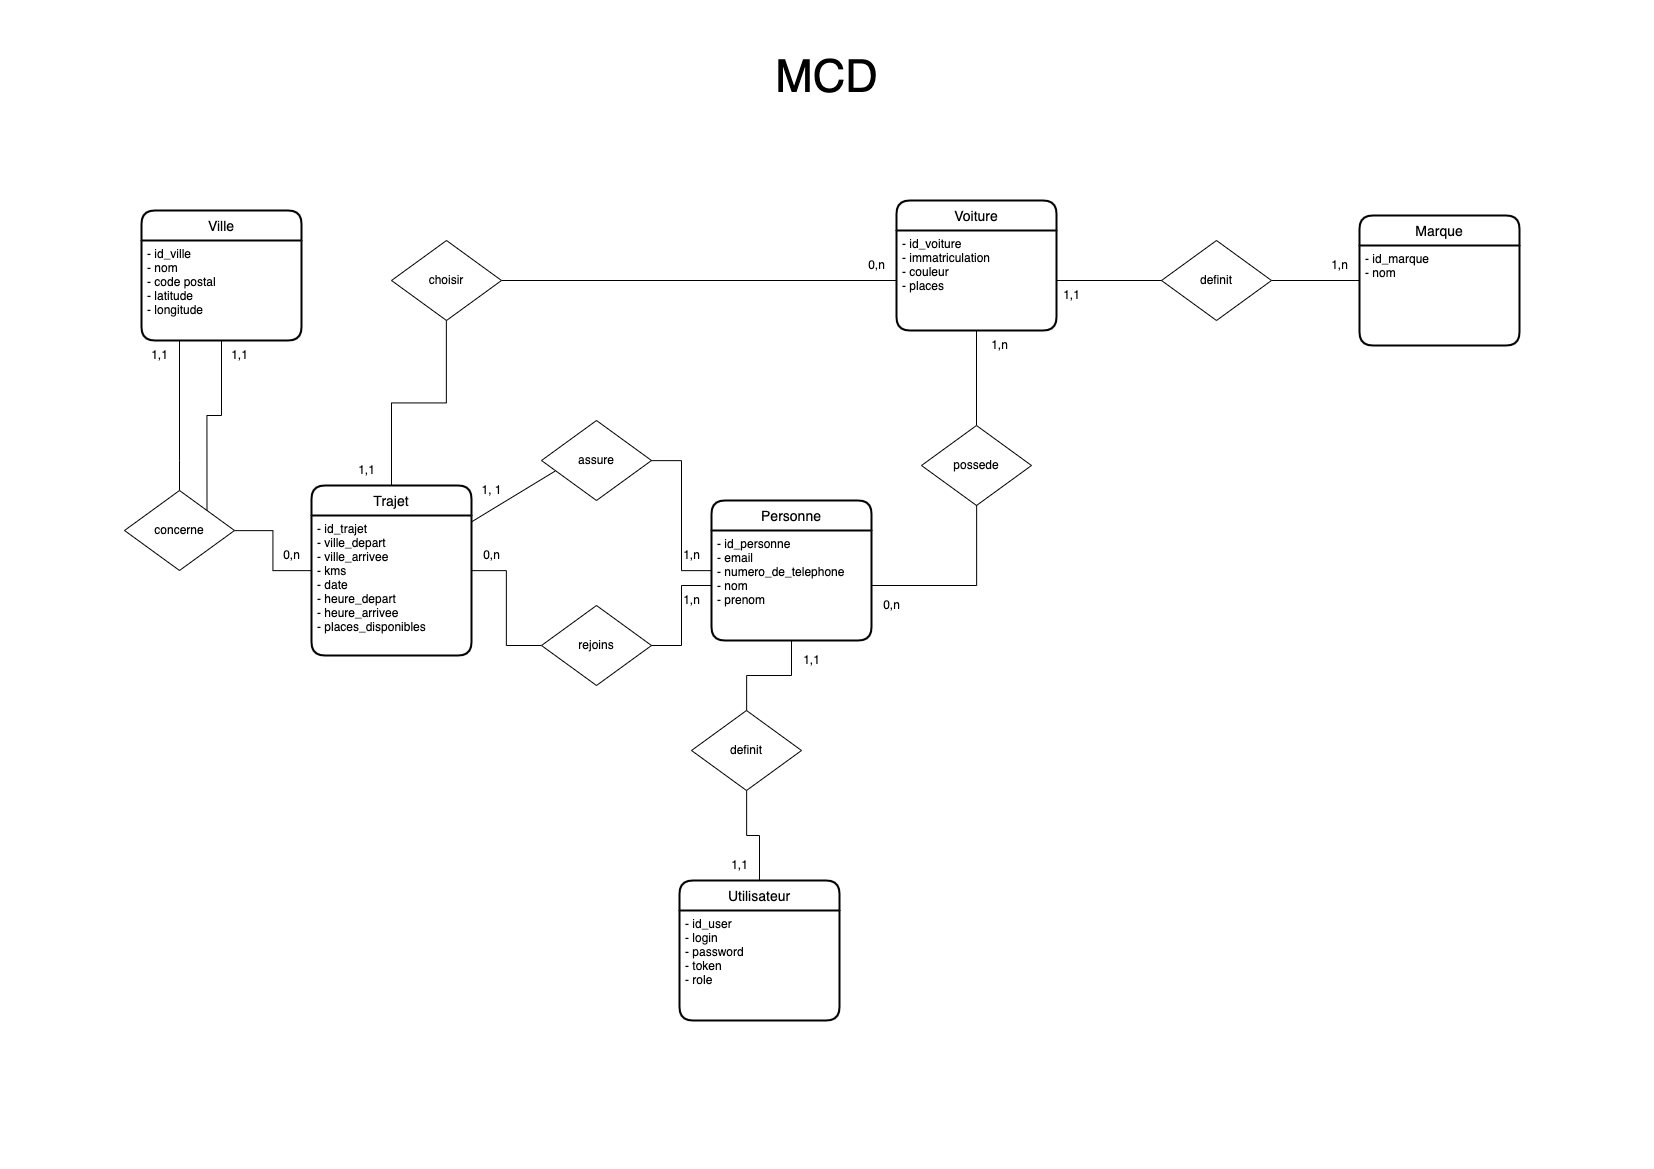 MCD
Ville
- id_ville
- nom
- code postal
- latitude
- longitude
1,1
1,1
choisir
0,n
Voiture
- id_voiture
- immatriculation
- couleur
- places
1,1
definit
1,n
Marque
- id_marque
- nom
1,n
possede
0,n
concerne
0,n
1,1
Trajet
- id_trajet
- ville_depart
- ville_arrivee
- kms
- date
- heure_depart
- heure_arrivee
- places_disponibles
1, 1
assure
1,n
0,n
rejoins
1,n
Personne
- id_personne
- email
- numero_de_telephone
- nom
- prenom
1,1
definit
1,1
Utilisateur
- id_user
- login
- password
- token
- role